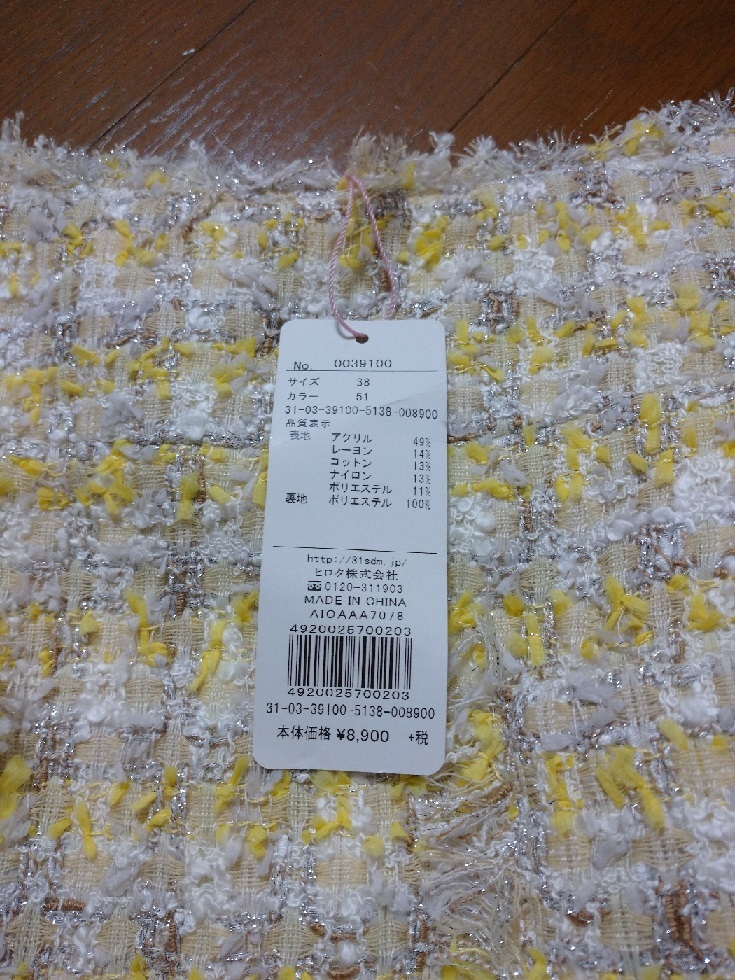 No. 0039100
サイズ 38
カラー 51
31-03-39100-5138-008900
品質表示
表地 アクリル 49%
レーヨン 14%
コットン 13%
ナイロン 13%
ポリエステル 11%
裏地 ポリエステル 100%
http://31sdm.jp/
ヒロタ株式会社
0120-311903
MADE IN CHINA
A10AAA7078
4920025700203
4920025700203
31-03-39100-5138-008900
本体価格 ¥8,900 +税